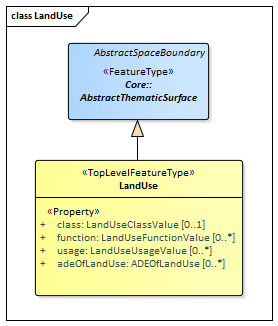 class LandUse
AbstractSpaceBoundary
«FeatureType»
Core::
AbstractThematicSurface
«TopLevelFeatureType»
LandUse
«Property»
+ class: LandUseClassValue [0..1]
+ function: LandUseFunctionValue [0..*]
+ usage: LandUseUsageValue [0..*]
+ adeOfLandUse: ADEOfLandUse [0..*]